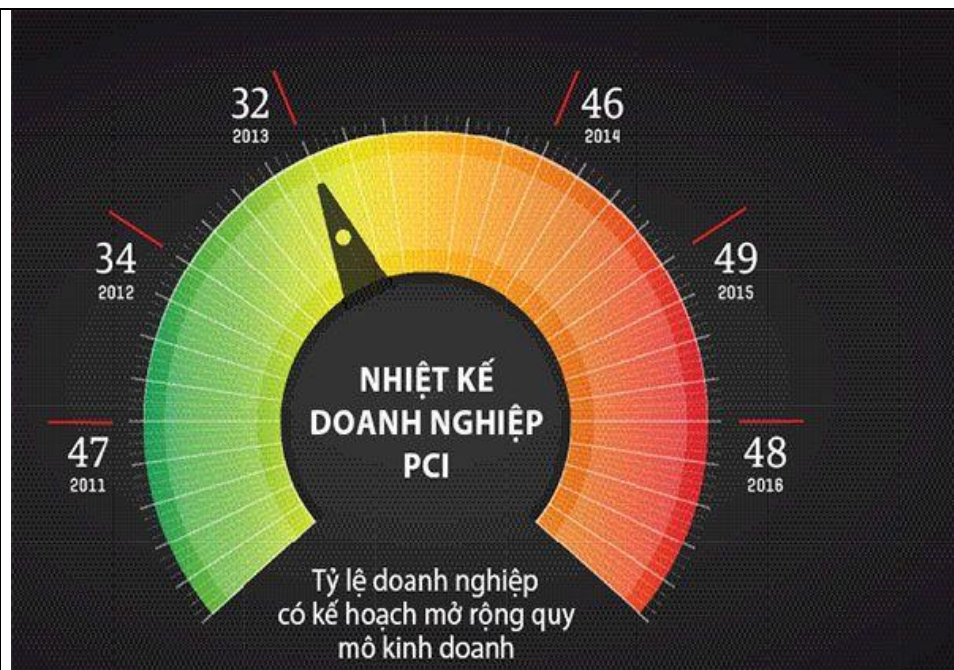 32
2013
46
2014
34
2012
49
2015
47
2011
48
2016
NHIỆT KẾ
DOANH NGHIỆP
PCI
Tỷ lệ doanh nghiệp
có kế hoạch mở rộng quy
mô kinh doanh